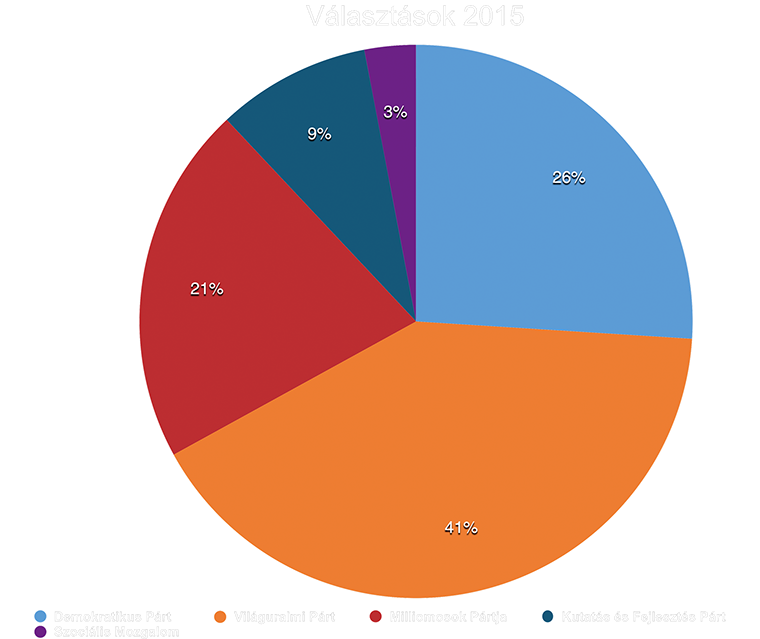 Választások 2015
3%
9%
26%
21%
41%
Demokratikus Párt Világuralmi Párt Milliomosok Pártja Kutatás és Fejlesztés Párt
Szociális Mozgalom